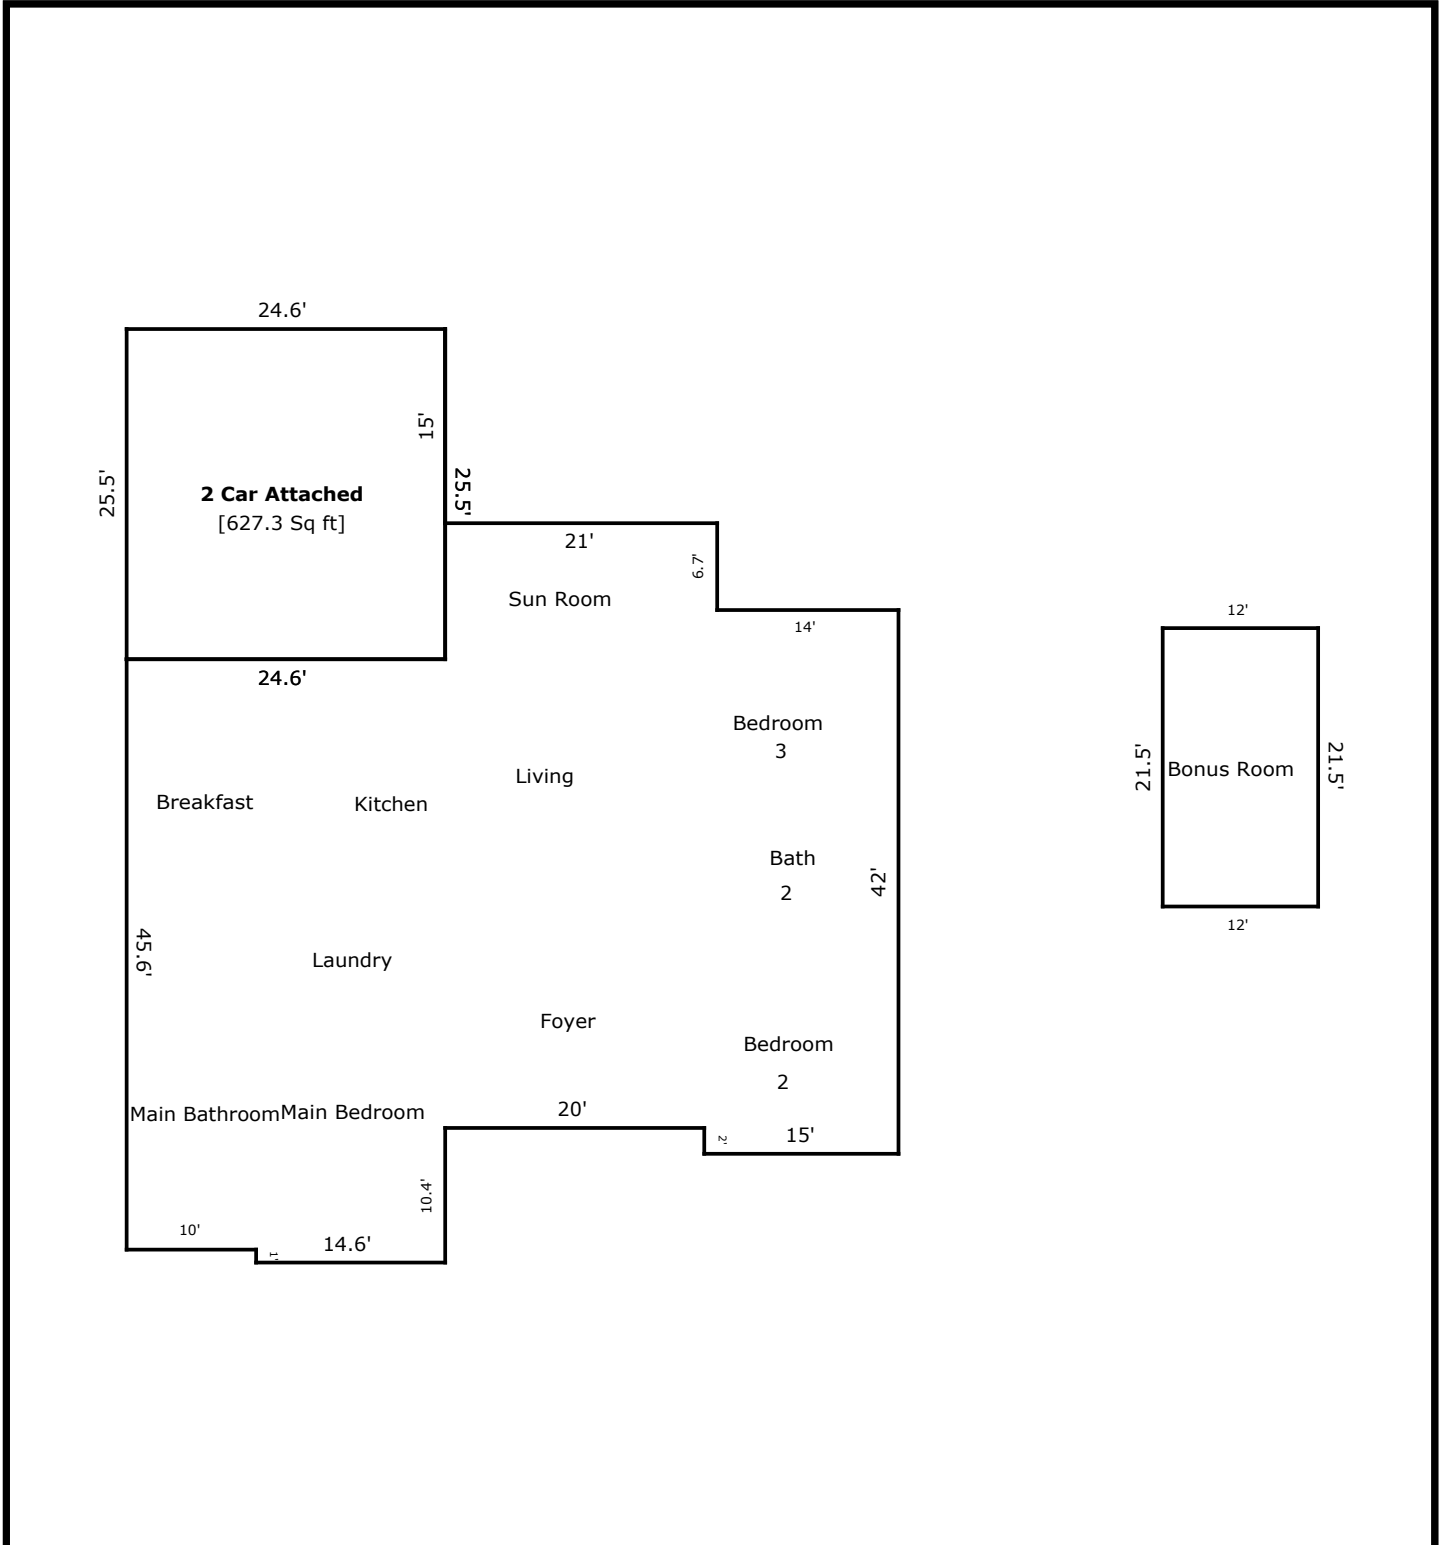 24.6'
15'
25.5'
25.5'
2 Car Attached
[627.3 Sq ft]
21'
6.7'
Sun Room
12'
14'
24.6'
Bedroom
3
21.5'
Bonus Room
21.5'
Living
Breakfast
Kitchen
Bath
2
42'
12'
45.6'
Laundry
Foyer
Bedroom
2
Main Bathroom
Main Bedroom
20'
2'
15'
10.4'
10'
1'
14.6'